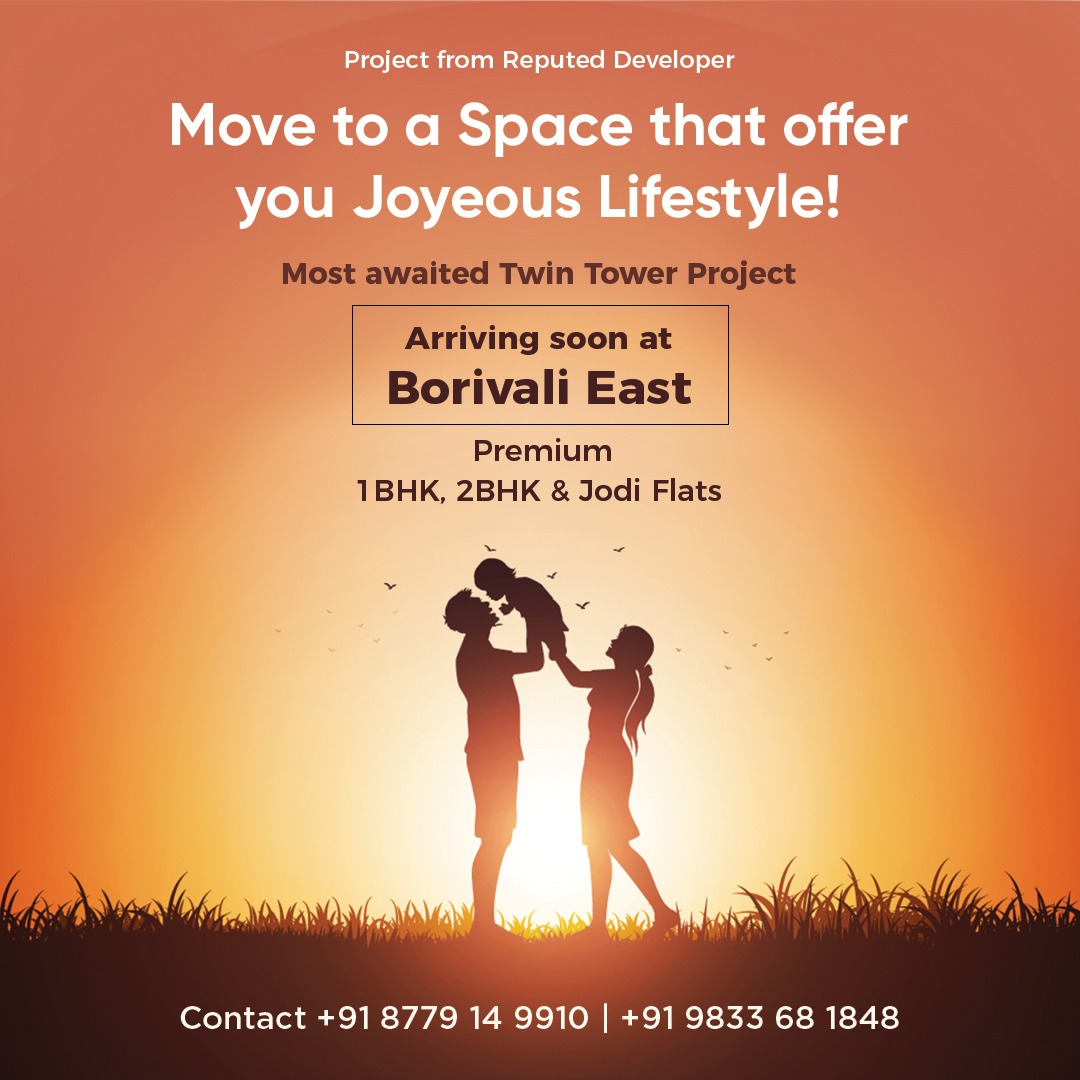 Project from Reputed Developer
Move to a Space that offer
you Joyeous Lifestyle!
Most awaited Twin Tower Project
Arriving soon at
Borivali East
Premium
1BHK, 2BHK & Jodi Flats
Contact +91 8779 14 9910 | +91 9833 68 1848